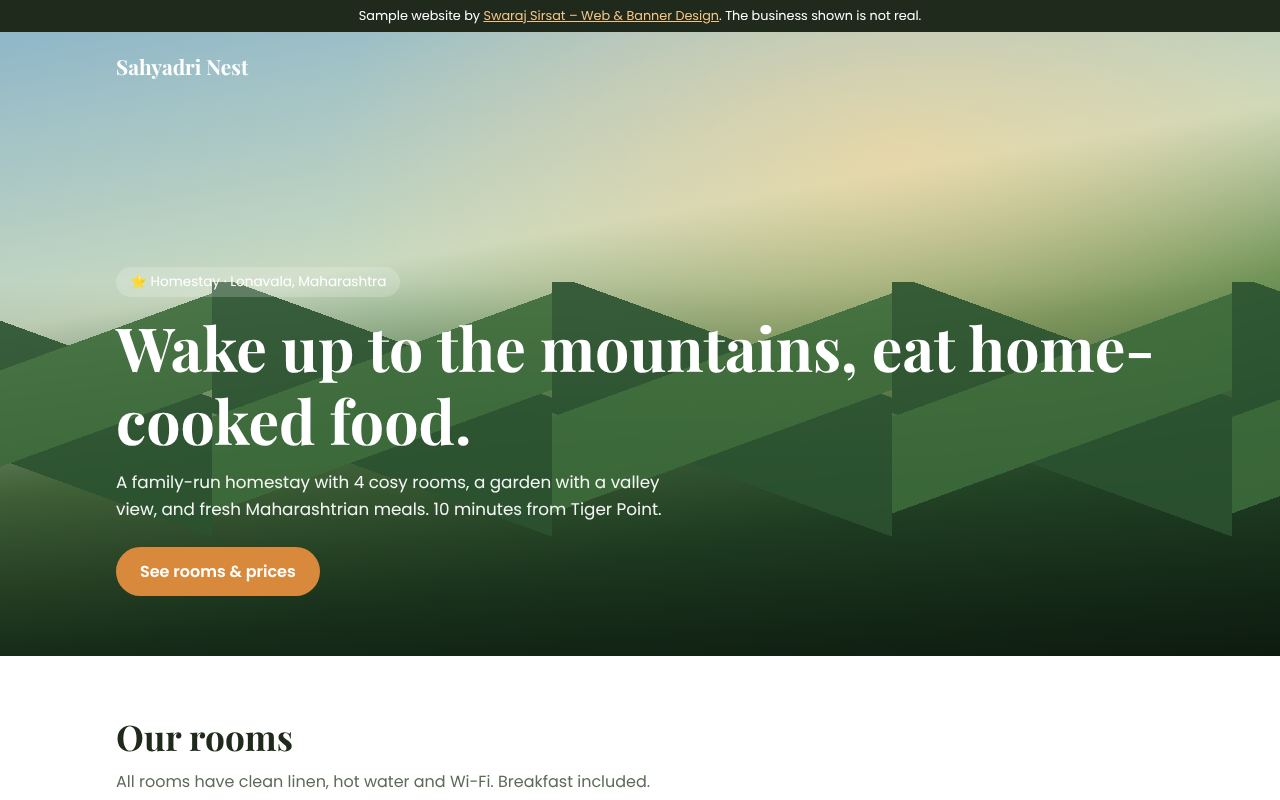 Sample website by Swaraj Sirsat – Web & Banner Design. The business shown is not real.
Sahyadri Nest
⭐ Homestay · Lonavala, Maharashtra
Wake up to the mountains, eat home-
cooked food.
A family-run homestay with 4 cosy rooms, a garden with a valley
view, and fresh Maharashtrian meals. 10 minutes from Tiger Point.
See rooms & prices
Our rooms
All rooms have clean linen, hot water and Wi-Fi. Breakfast included.